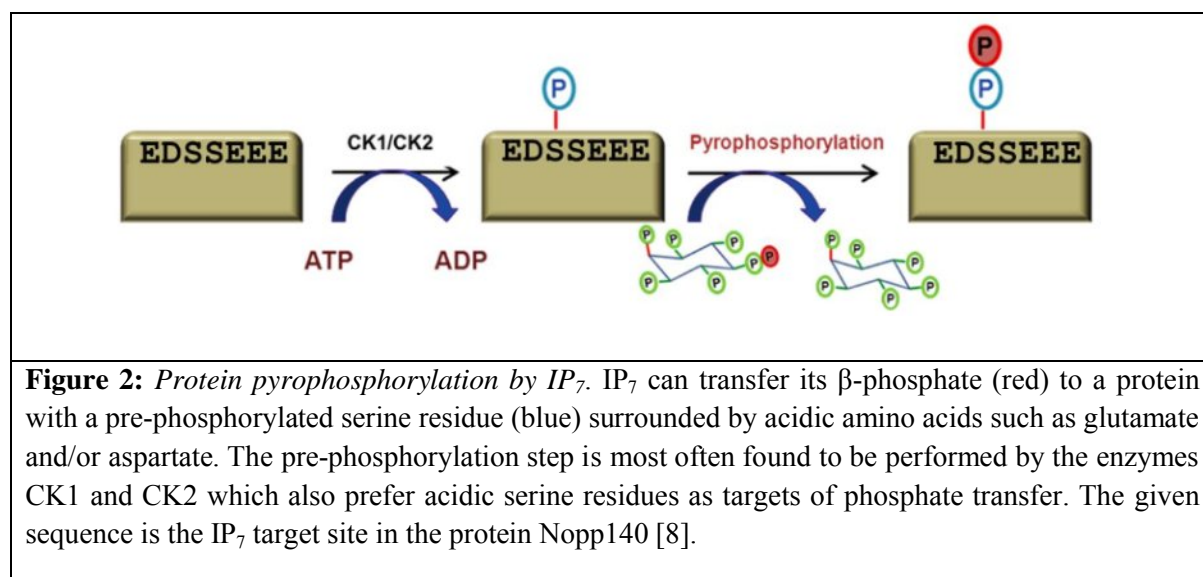 P
P
P
EDSSEEE
CK1/CK2
EDSSEEE
Pyrophosphorylation
EDSSEEE
ATP
ADP
P P P P P P P
P P P P P P
Figure 2: Protein pyrophosphorylation by IP₇. IP₇ can transfer its β-phosphate (red) to a protein
with a pre-phosphorylated serine residue (blue) surrounded by acidic amino acids such as glutamate
and/or aspartate. The pre-phosphorylation step is most often found to be performed by the enzymes
CK1 and CK2 which also prefer acidic serine residues as targets of phosphate transfer. The given
sequence is the IP₇ target site in the protein Nopp140 [8].